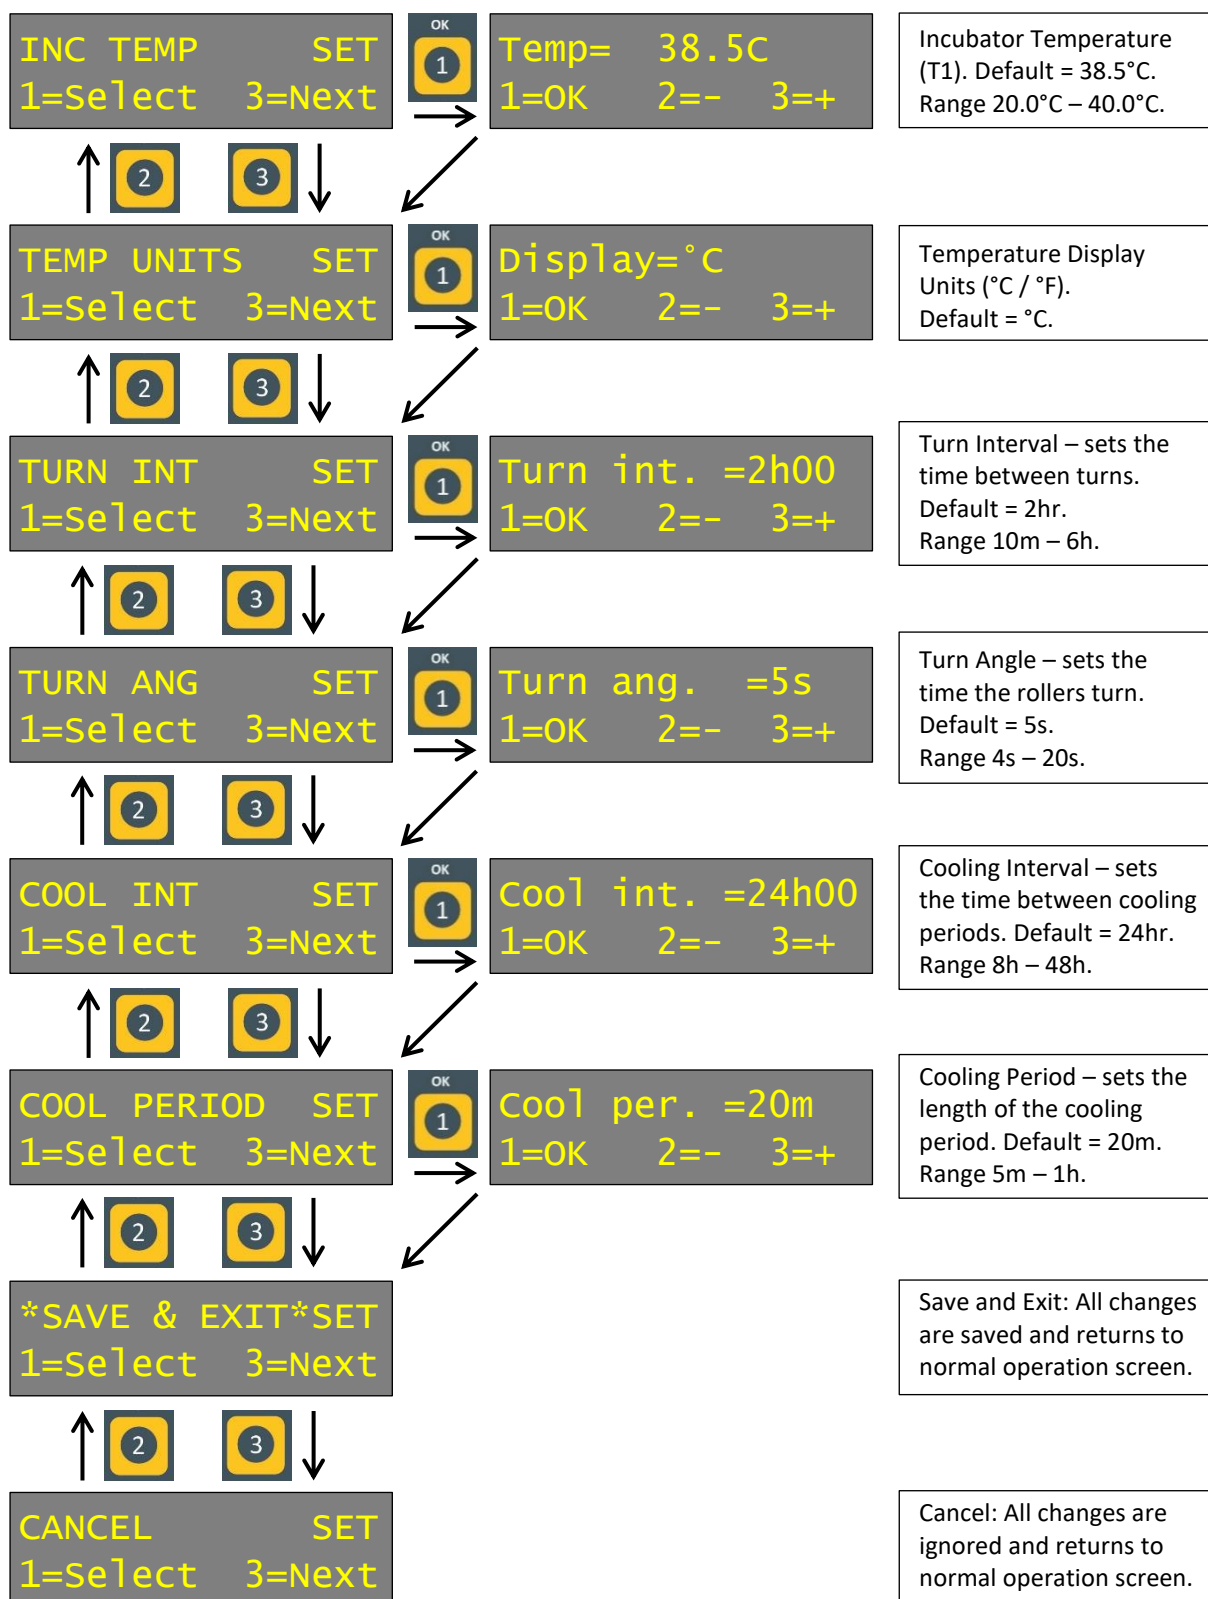 INC TEMP SET
1=Select 3=Next
OK
1
Temp= 38.5C
1=OK 2=- 3=+
Incubator Temperature
(T1). Default = 38.5°C.
Range 20.0°C – 40.0°C.
2
3
TEMP UNITS SET
1=Select 3=Next
OK
1
Display=°C
1=OK 2=- 3=+
Temperature Display
Units (°C / °F).
Default = °C.
2
3
TURN INT SET
1=Select 3=Next
OK
1
Turn int. =2h00
1=OK 2=- 3=+
Turn Interval – sets the
time between turns.
Default = 2hr.
Range 10m – 6h.
2
3
TURN ANG SET
1=Select 3=Next
OK
1
Turn ang. =5s
1=OK 2=- 3=+
Turn Angle – sets the
time the rollers turn.
Default = 5s.
Range 4s – 20s.
2
3
COOL INT SET
1=Select 3=Next
OK
1
Cool int. =24h00
1=OK 2=- 3=+
Cooling Interval – sets
the time between cooling
periods. Default = 24hr.
Range 8h – 48h.
2
3
COOL PERIOD SET
1=Select 3=Next
OK
1
Cool per. =20m
1=OK 2=- 3=+
Cooling Period – sets the
length of the cooling
period. Default = 20m.
Range 5m – 1h.
2
3
*SAVE & EXIT*SET
1=Select 3=Next
Save and Exit: All changes
are saved and returns to
normal operation screen.
2
3
CANCEL SET
1=Select 3=Next
Cancel: All changes are
ignored and returns to
normal operation screen.